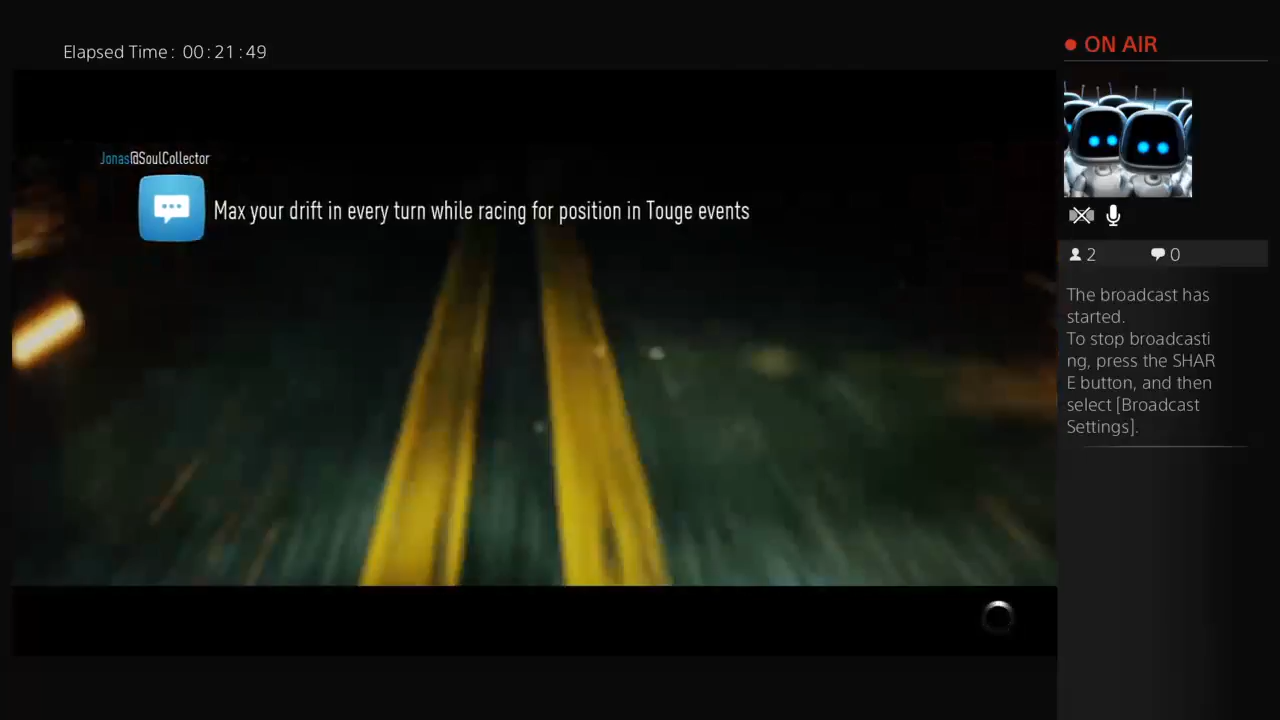 Elapsed Time: 00:21:49
ON AIR
Jonas@SoulCollector
Max your drift in every turn while racing for position in Touge events
2
0
The broadcast has
started.
To stop broadcasti
ng, press the SHAR
E button, and then
select [Broadcast
Settings].